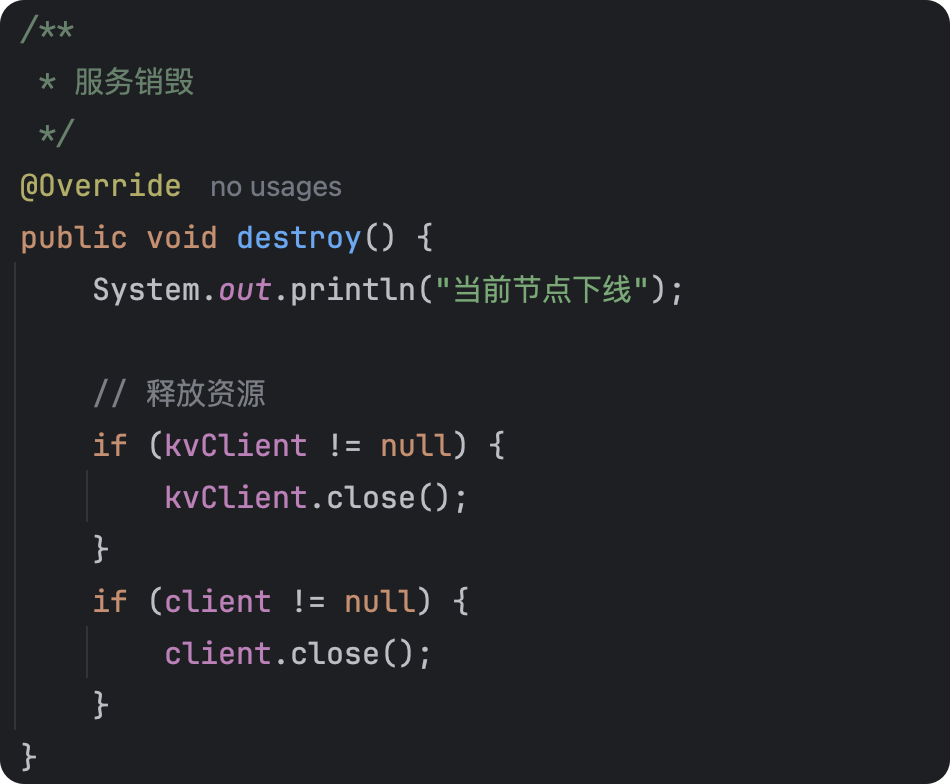 /**
 * 服务销毁
 */
@Override no usages
public void destroy() {
    System.out.println("当前节点下线");

    // 释放资源
    if (kvClient != null) {
        kvClient.close();
    }
    if (client != null) {
        client.close();
    }
}